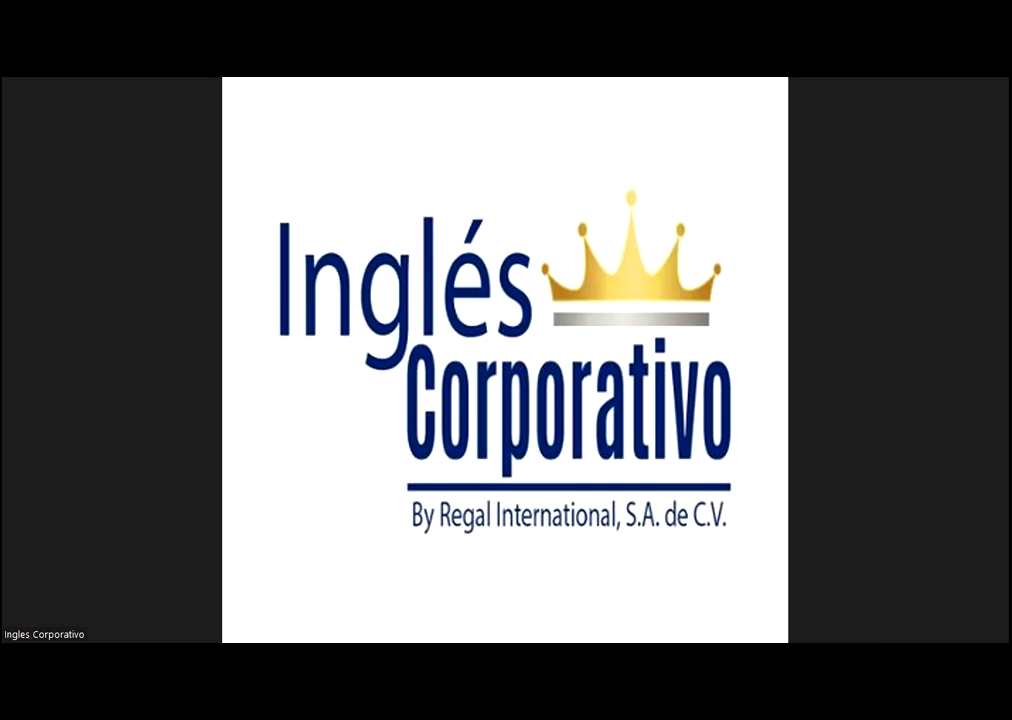 Inglés
Corporativo
By Regal International, S.A. de C.V.
Ingles Corporativo